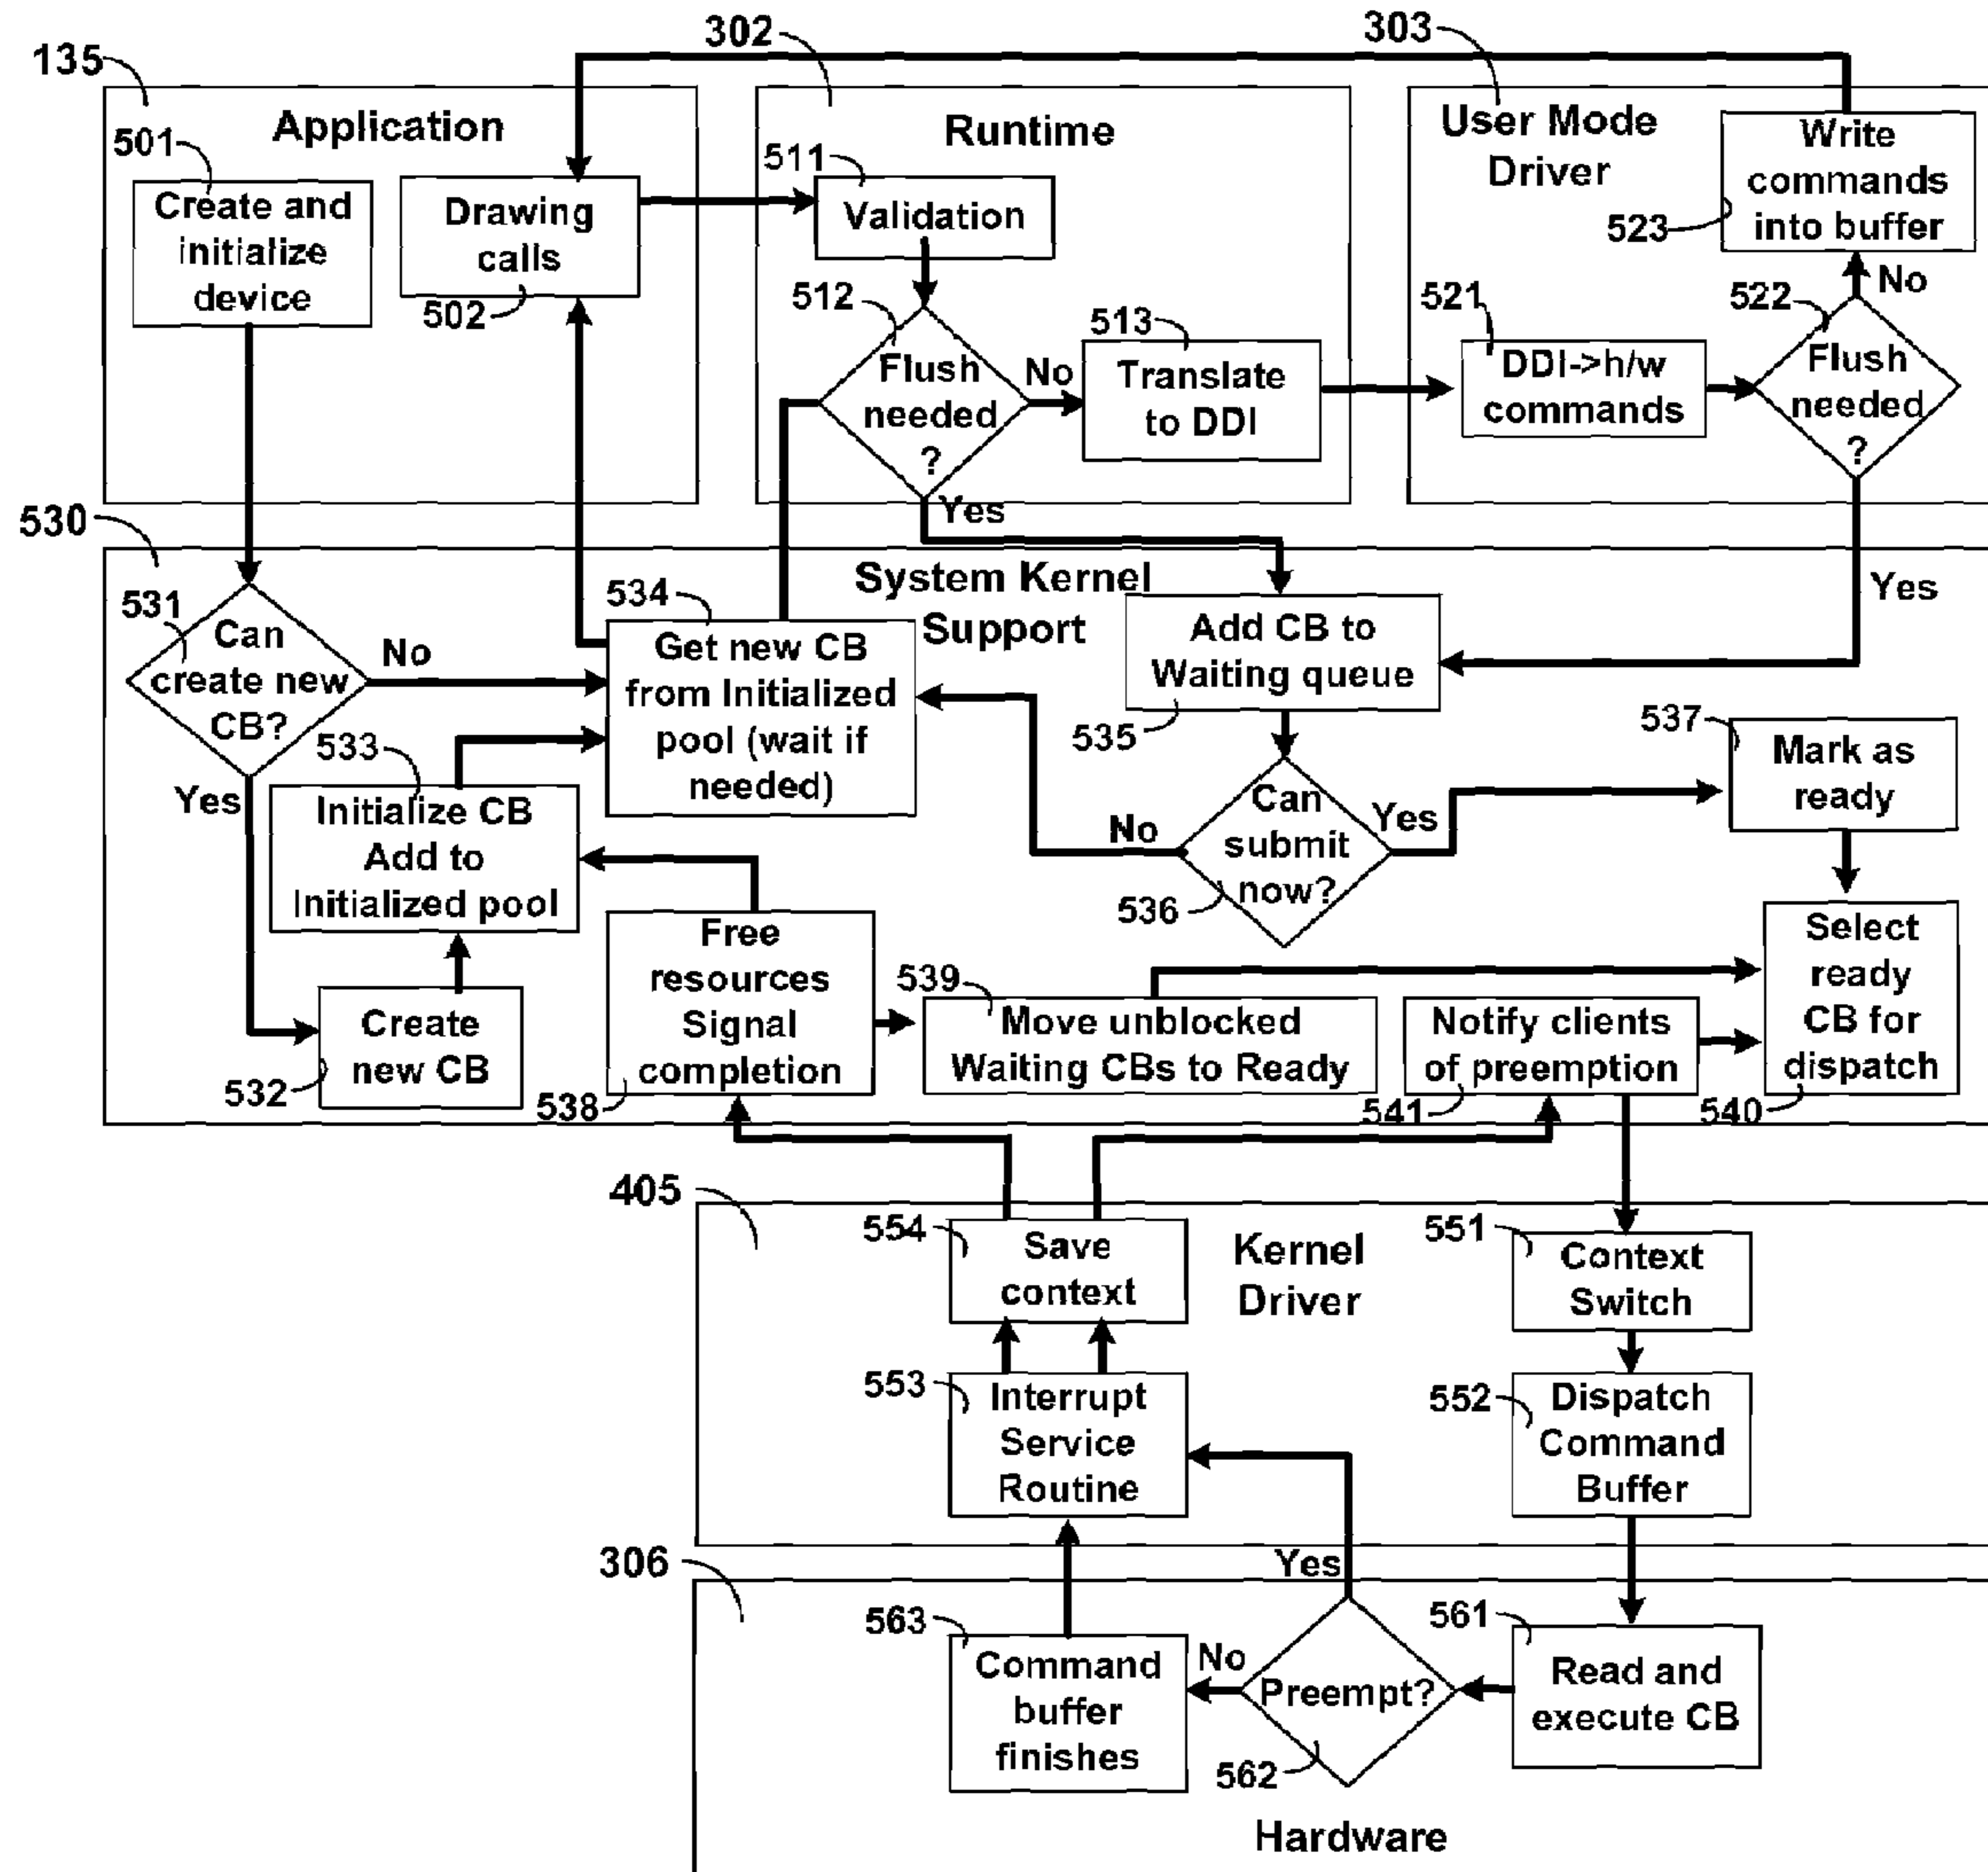 302
303
135
Application
Runtime
User Mode
Driver
501
Create and
initialize
device
Drawing
calls
502
511
Validation
512
Flush
needed
?
No
Yes
513
Translate
to DDI
521
DDI->h/w
commands
522
Flush
needed
?
No
Yes
523
Write
commands
into buffer
530
System Kernel
Support
531
Can
create new
CB?
No
Yes
534
Get new CB
from Initialized
pool (wait if
needed)
533
Initialize CB
Add to
Initialized pool
532
Create
new CB
Add CB to
Waiting queue
535
Can
submit
now?
536
No
Yes
537
Mark as
ready
Free
resources
Signal
completion
538
539
Move unblocked
Waiting CBs to Ready
Notify clients
of preemption
541
Select
ready
CB for
dispatch
540
405
Kernel
Driver
554
Save
context
551
Context
Switch
553
Interrupt
Service
Routine
552
Dispatch
Command
Buffer
306
Yes
563
Command
buffer
finishes
No
Preempt?
562
561
Read and
execute CB
Hardware